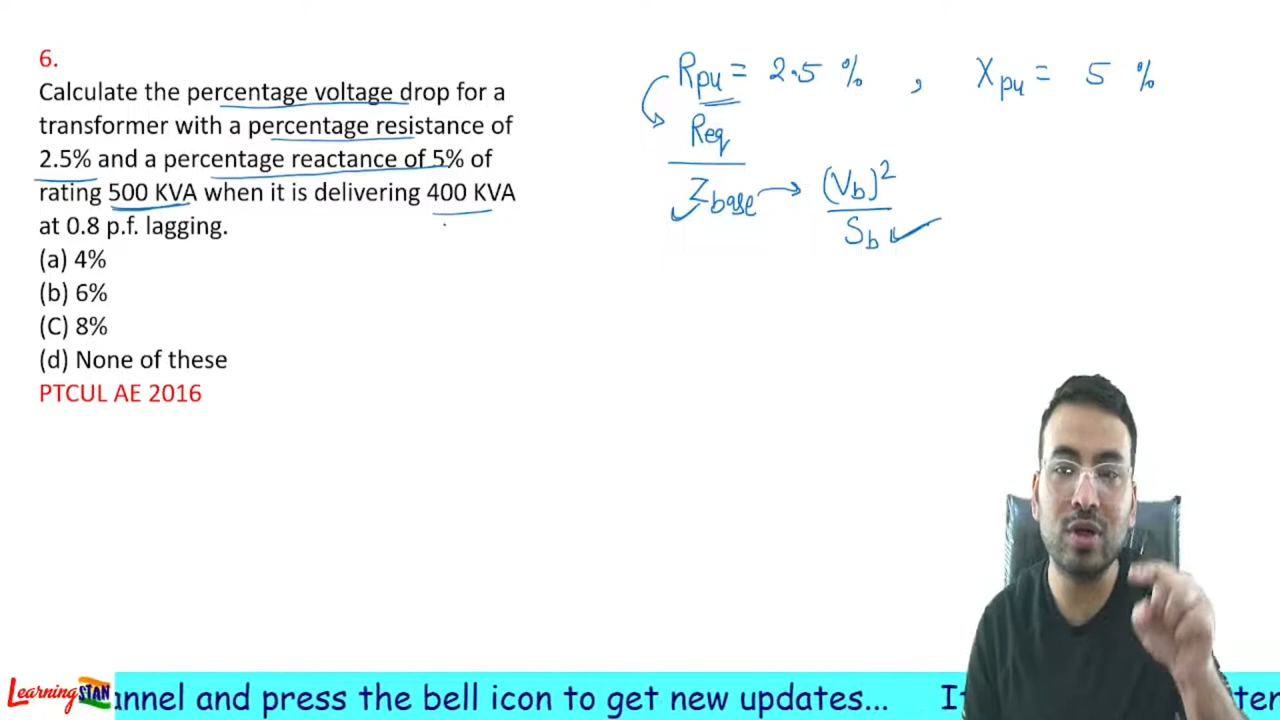 6.
Calculate the percentage voltage drop for a
transformer with a percentage resistance of
2.5% and a percentage reactance of 5% of
rating 500 KVA when it is delivering 400 KVA
at 0.8 p.f. lagging.
(a) 4%
(b) 6%
(C) 8%
(d) None of these
PTCUL AE 2016
Rpu = 2.5 % , Xpu = 5 %
Req
Zbase → (Vb)²
Sb
LearningSTAN
annel and press the bell icon to get new updates... It
ter